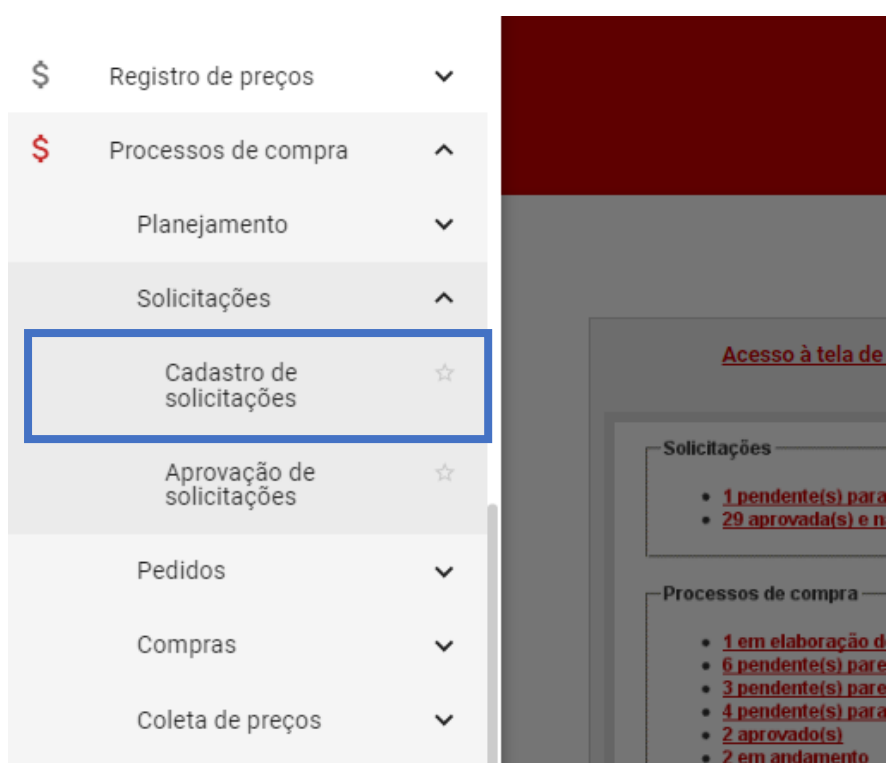 $ Registro de preços
$ Processos de compra
Planejamento
Solicitações
Cadastro de
solicitações
Aprovação de
solicitações
Pedidos
Compras
Coleta de preços
Acesso à tela de
Solicitações
1 pendente(s) para
29 aprovada(s) e
Processos de compra
1 em elaboração
6 pendente(s)
3 pendente(s)
4 pendente(s) para
2 aprovado(s)
2 em andamento